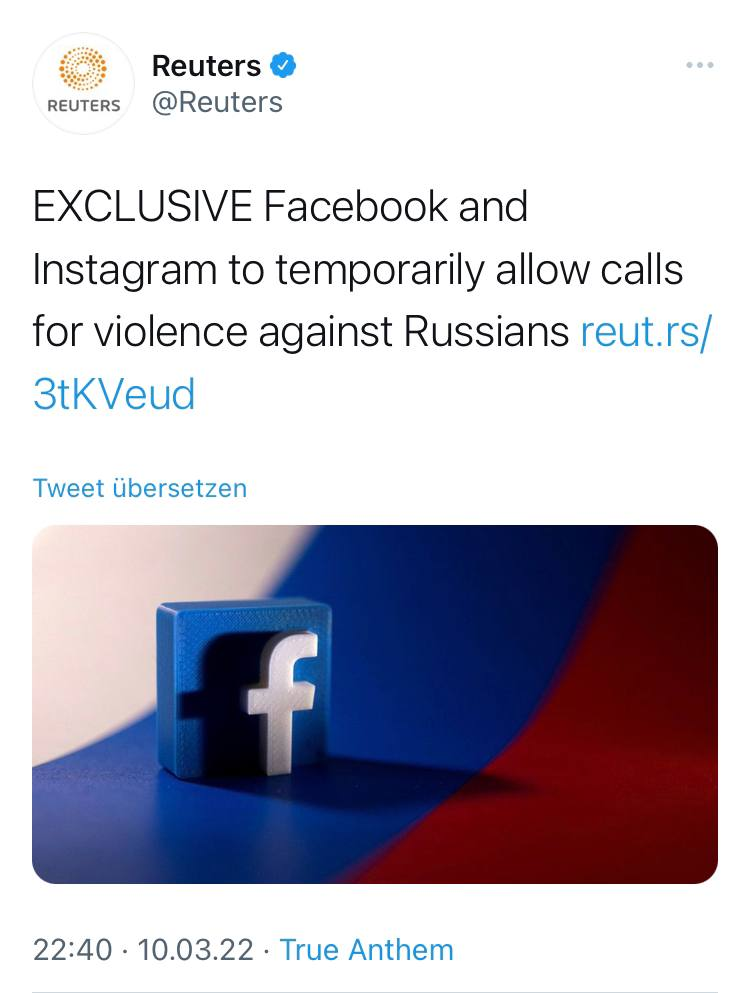 Reuters
REUTERS
@Reuters
EXCLUSIVE Facebook and
Instagram to temporarily allow calls
for violence against Russians reut.rs/
3tKVeud
Tweet übersetzen
f
22:40 · 10.03.22 · True Anthem